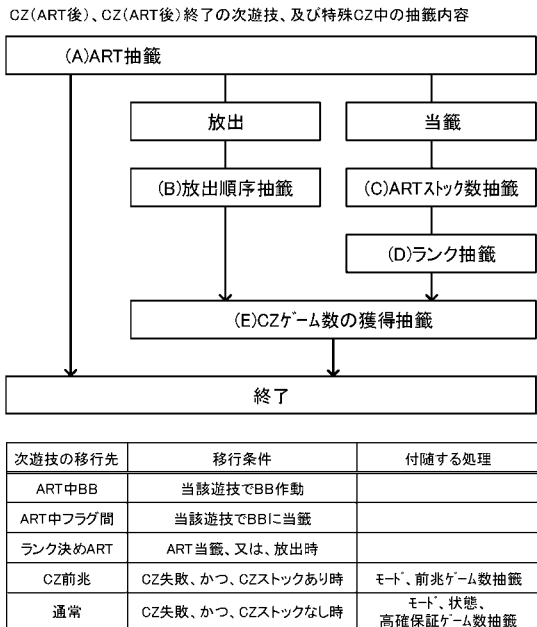 CZ(ART後)、CZ(ART後)終了の次遊技、及び特殊CZ中の抽籤内容
(A)ART抽籤
放出
当籤
(B)放出順序抽籤
(C)ARTｽﾄｯｸ数抽籤
(D)ランク抽籤
(E)CZｹﾞｰﾑ数の獲得抽籤
終了
次遊技の移行先 移行条件 付随する処理
ART中BB 当該遊技でBB作動
ART中フラグ間 当該遊技でBBに当籤
ランク決めART ART当籤、又は、放出時
CZ前兆 CZ失敗、かつ、CZストックあり時 ﾓｰﾄﾞ、前兆ｹﾞｰﾑ数抽籤
通常 CZ失敗、かつ、CZストックなし時 ﾓｰﾄﾞ、状態、
高確保証ｹﾞｰﾑ数抽籤